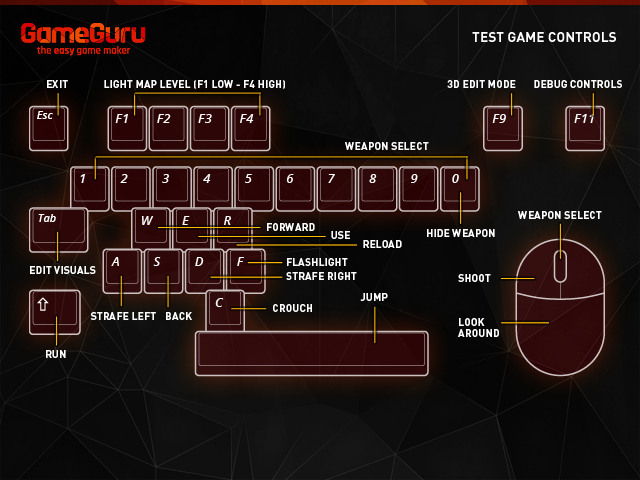 GameGuru
the easy game maker
TEST GAME CONTROLS
EXIT
LIGHT MAP LEVEL (F1 LOW - F4 HIGH)
3D EDIT MODE
DEBUG CONTROLS
Esc
F1
F2
F3
F4
F9
F11
WEAPON SELECT
1
2
3
4
5
6
7
8
9
0
Tab
W
E
R
FORWARD
USE
RELOAD
HIDE WEAPON
WEAPON SELECT
EDIT VISUALS
A
S
D
F
FLASHLIGHT
STRAFE RIGHT
SHOOT
STRAFE LEFT
BACK
C
CROUCH
JUMP
LOOK
AROUND
RUN